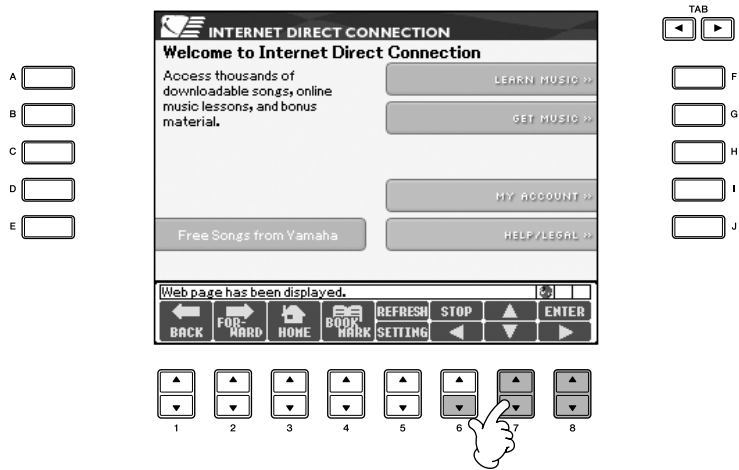 TAB
INTERNET DIRECT CONNECTION
Welcome to Internet Direct Connection
Access thousands of
downloadable songs, online
music lessons, and bonus
material.
LEARN MUSIC »
GET MUSIC »
MY ACCOUNT »
Free Songs from Yamaha
HELP/LEGAL »
A
B
C
D
E
F
G
H
I
J
Web page has been displayed.
BACK
FOR-
WARD
HOME
BOOK
MARK
REFRESH
STOP
ENTER
SETTING
1 2 3 4 5 6 7 8